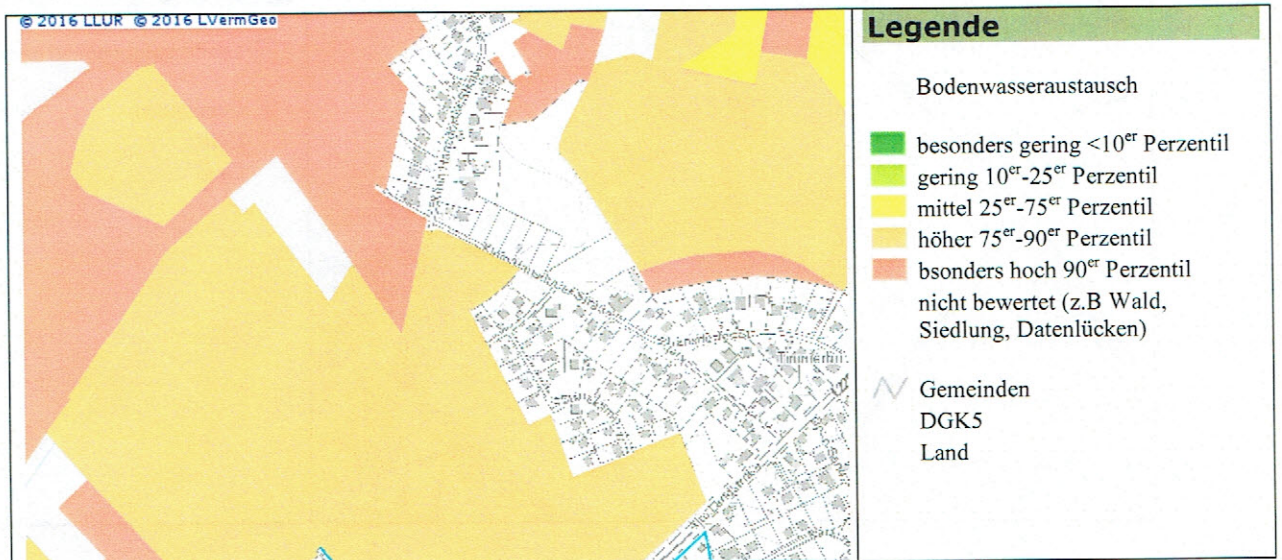 © 2016 LLUR © 2016 LVermGeo
Legende
Bodenwasseraustausch
besonders gering <10er Perzentil
gering 10er-25er Perzentil
mittel 25er-75er Perzentil
höher 75er-90er Perzentil
bsonders hoch 90er Perzentil
nicht bewertet (z.B Wald,
Siedlung, Datenlücken)
Gemeinden
DGK5
Land